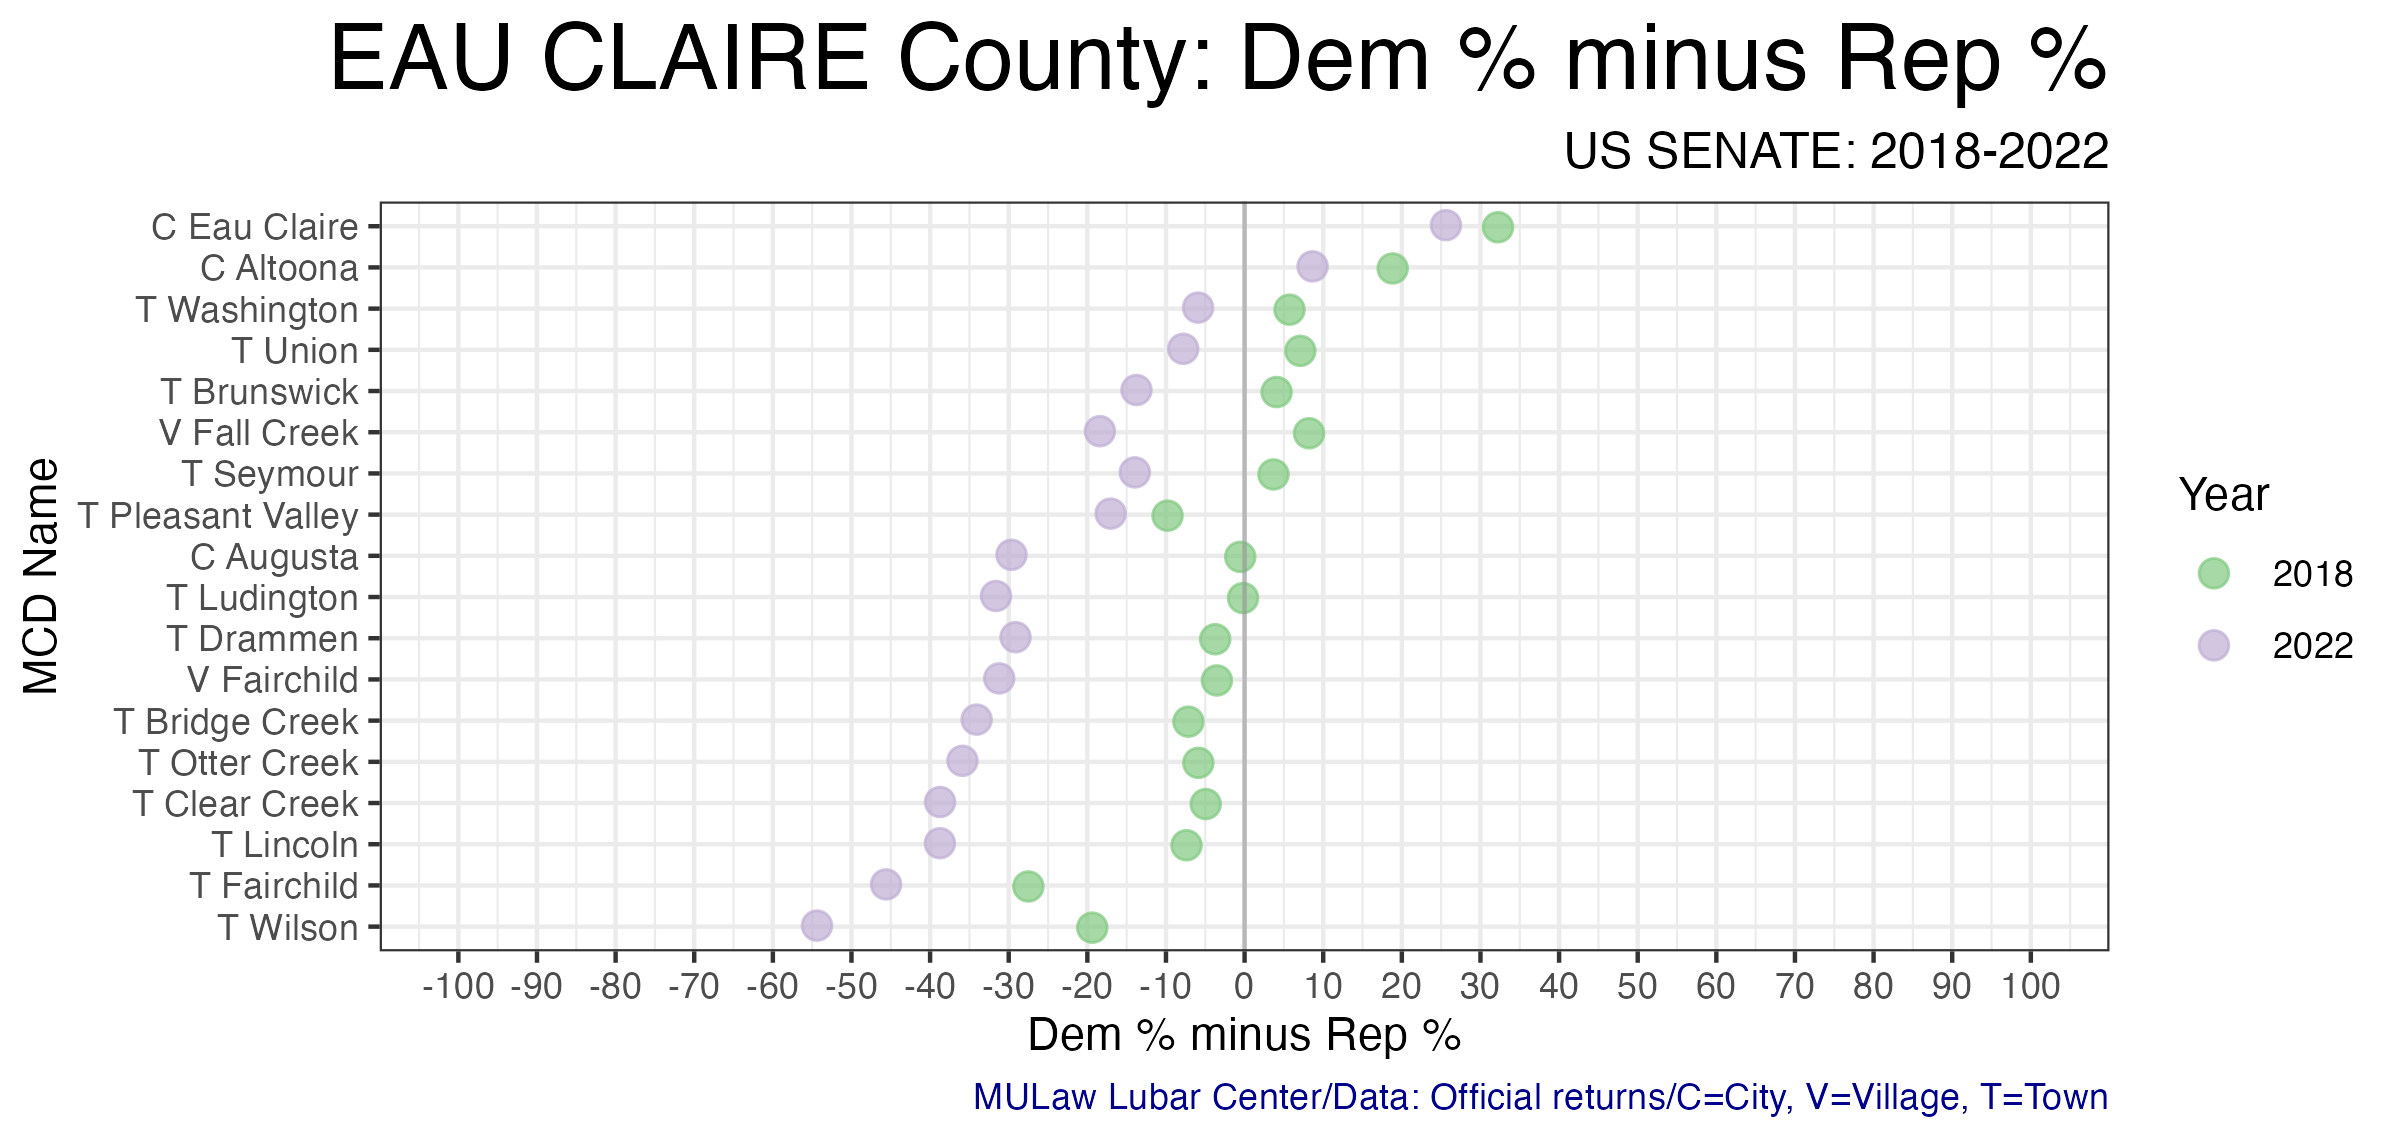 EAU CLAIRE County: Dem % minus Rep %
US SENATE: 2018-2022
MCD Name
C Eau Claire
C Altoona
T Washington
T Union
T Brunswick
V Fall Creek
T Seymour
T Pleasant Valley
C Augusta
T Ludington
T Drammen
V Fairchild
T Bridge Creek
T Otter Creek
T Clear Creek
T Lincoln
T Fairchild
T Wilson
-100 -90 -80 -70 -60 -50 -40 -30 -20 -10 0 10 20 30 40 50 60 70 80 90 100
Dem % minus Rep %
Year
2018
2022
MULaw Lubar Center/Data: Official returns/C=City, V=Village, T=Town